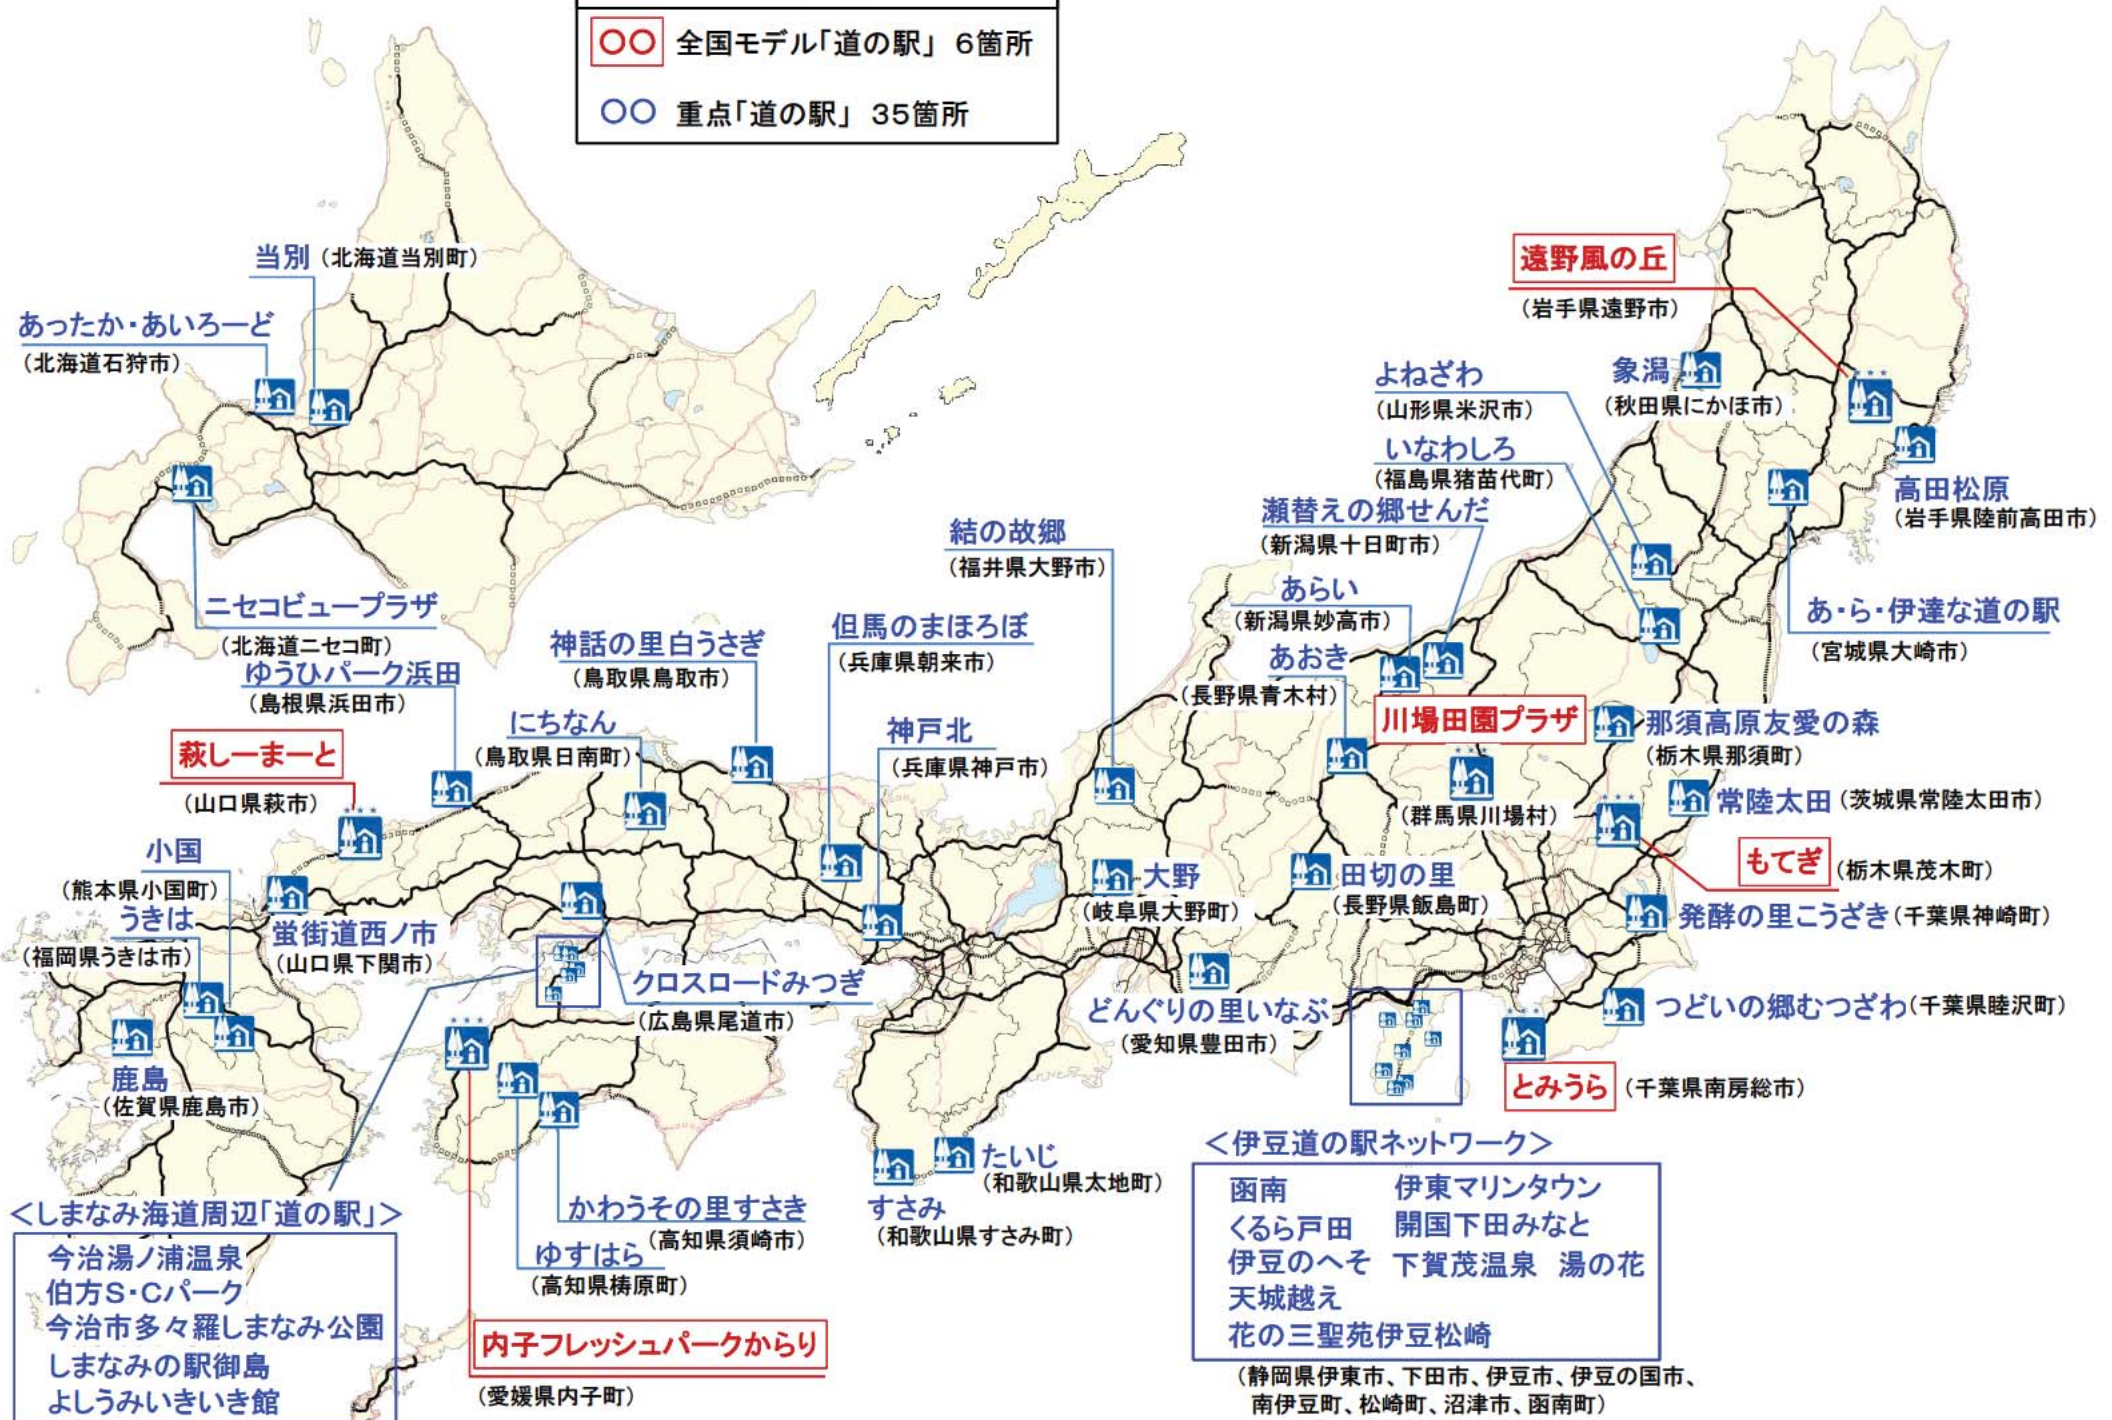 ○○ 全国モデル「道の駅」 6箇所
○○ 重点「道の駅」 35箇所
当別 (北海道当別町)
あったか・あいろーど
(北海道石狩市)
ニセコビュープラザ
(北海道ニセコ町)
遠野風の丘
(岩手県遠野市)
象潟
(秋田県にかほ市)
よねざわ
(山形県米沢市)
いなわしろ
(福島県猪苗代町)
高田松原
(岩手県陸前高田市)
瀬替えの郷せんだ
(新潟県十日町市)
結の故郷
(福井県大野市)
あらい
(新潟県妙高市)
あ・ら・伊達な道の駅
(宮城県大崎市)
あおき
(長野県青木村)
川場田園プラザ
(群馬県川場村)
那須高原友愛の森
(栃木県那須町)
常陸太田 (茨城県常陸太田市)
もてぎ (栃木県茂木町)
発酵の里こうざき (千葉県神崎町)
つどいの郷むつざわ (千葉県睦沢町)
とみうら (千葉県南房総市)
神話の里白うさぎ
(鳥取県鳥取市)
但馬のまほろば
(兵庫県朝来市)
ゆうひパーク浜田
(島根県浜田市)
にちなん
(鳥取県日南町)
神戸北
(兵庫県神戸市)
萩しーまーと
(山口県萩市)
小国
(熊本県小国町)
うきは
(福岡県うきは市)
蛍街道西ノ市
(山口県下関市)
クロスロードみつぎ
(広島県尾道市)
大野
(岐阜県大野町)
田切の里
(長野県飯島町)
どんぐりの里いなぶ
(愛知県豊田市)
鹿島
(佐賀県鹿島市)
たいじ
(和歌山県太地町)
すさみ
(和歌山県すさみ町)
かわうその里すさき
(高知県須崎市)
ゆすはら
(高知県梼原町)
内子フレッシュパークからり
(愛媛県内子町)
<しまなみ海道周辺「道の駅」>
今治湯ノ浦温泉
伯方S・Cパーク
今治市多々羅しまなみ公園
しまなみの駅御島
よしうみいきいき館
<伊豆道の駅ネットワーク>
函南 伊東マリンタウン
くるら戸田 開国下田みなと
伊豆のへそ 下賀茂温泉 湯の花
天城越え
花の三聖苑伊豆松崎
(静岡県伊東市、下田市、伊豆市、伊豆の国市、
南伊豆町、松崎町、沼津市、函南町)